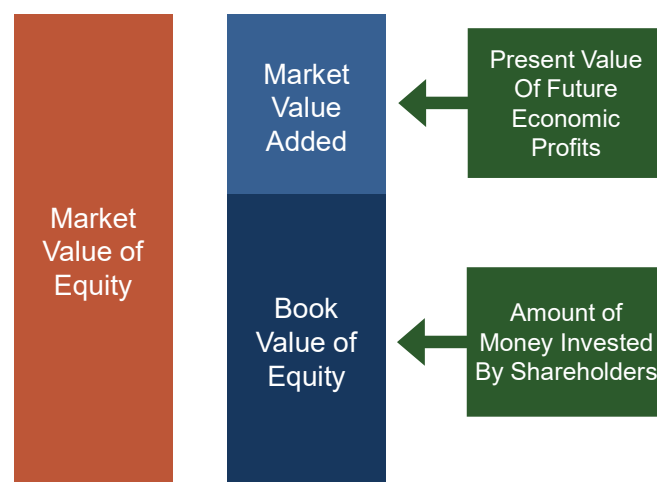 Market
Value of
Equity
Market
Value
Added
Book
Value of
Equity
Present Value
Of Future
Economic
Profits
Amount of
Money Invested
By Shareholders